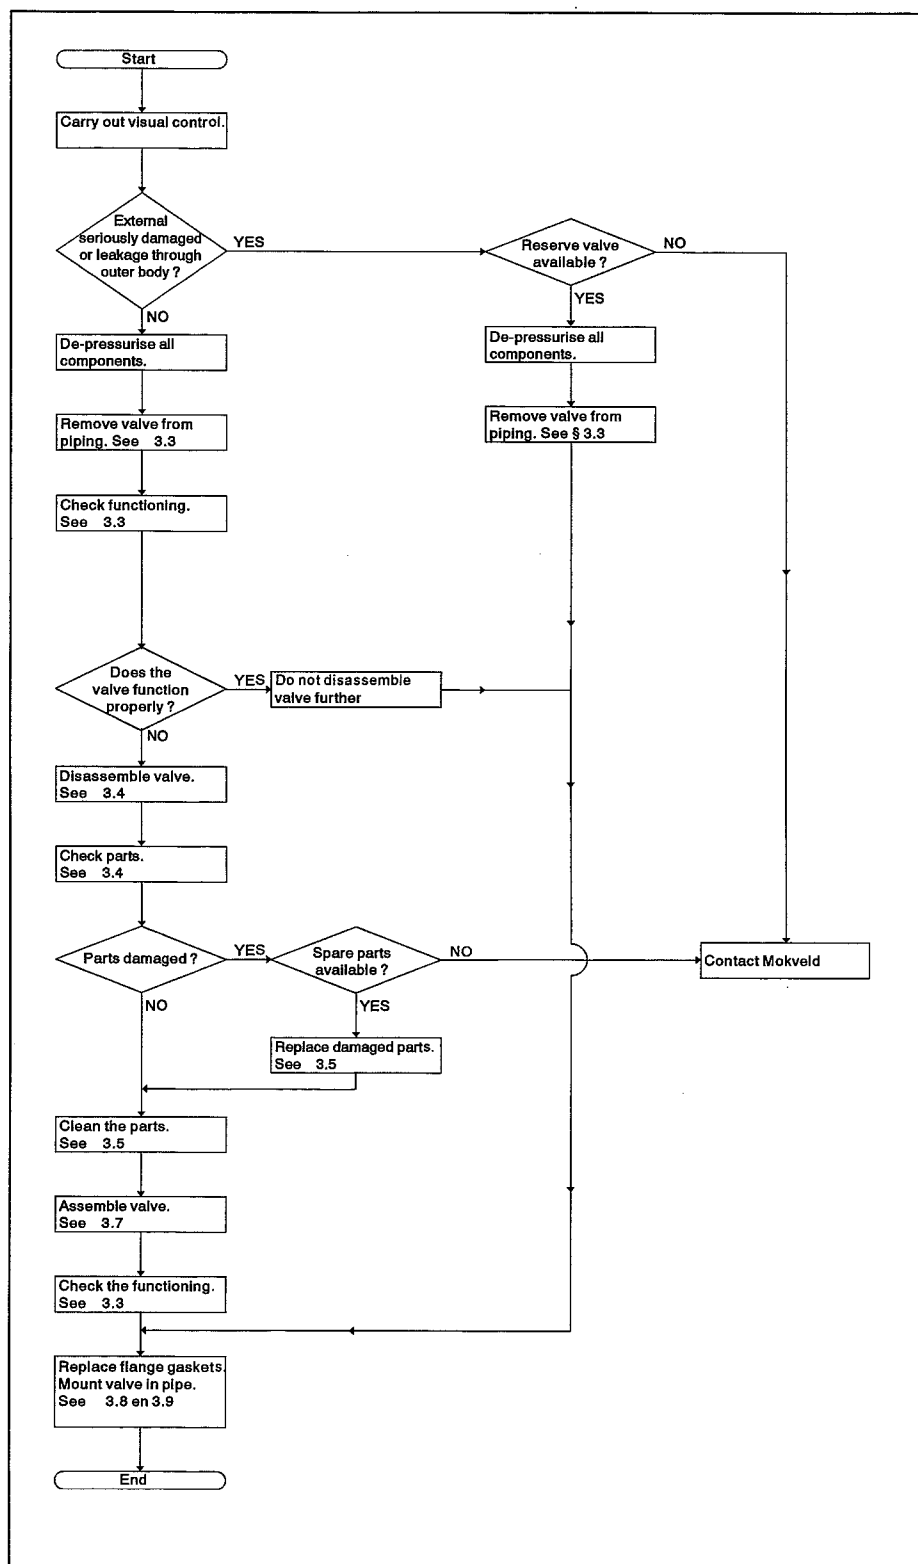 Start
Carry out visual control.
External
seriously damaged
or leakage through
outer body ?
YES
NO
Reserve valve
available ?
NO
YES
De-pressurise all
components.
De-pressurise all
components.
Remove valve from
piping. See 3.3
Remove valve from
piping. See § 3.3
Check functioning.
See 3.3
Does the
valve function
properly ?
YES
NO
Do not disassemble
valve further
Disassemble valve.
See 3.4
Check parts.
See 3.4
Parts damaged ?
YES
NO
Spare parts
available ?
NO
YES
Contact Mokveld
Replace damaged parts.
See 3.5
Clean the parts.
See 3.5
Assemble valve.
See 3.7
Check the functioning.
See 3.3
Replace flange gaskets.
Mount valve in pipe.
See 3.8 en 3.9
End